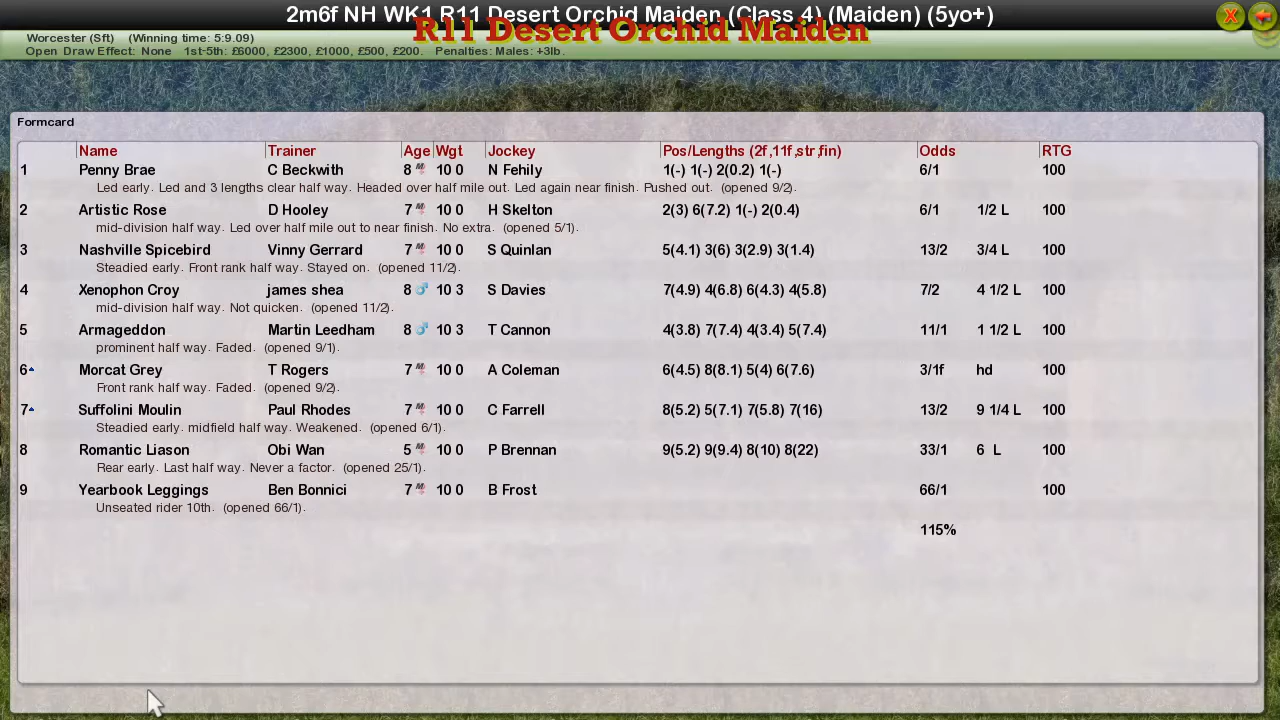 2m6f NH WK1 R11 Desert Orchid Maiden (Class 4) (Maiden) (5yo+)
R11 Desert Orchid Maiden
Worcester (Sft) (Winning time: 5:9.09)
Open Draw Effect: None 1st-5th: £6000, £2300, £1000, £500, £200. Penalties: Males: +3lb.
Formcard
Name Trainer Age Wgt Jockey Pos/Lengths (2f,11f,str,fin) Odds RTG
1 Penny Brae C Beckwith 8 10 0 N Fehily 1(-) 1(-) 2(0.2) 1(-) 6/1 100
Led early. Led and 3 lengths clear half way. Headed over half mile out. Led again near finish. Pushed out. (opened 9/2).
2 Artistic Rose D Hooley 7 10 0 H Skelton 2(3) 6(7.2) 1(-) 2(0.4) 6/1 1/2 L 100
mid-division half way. Led over half mile out to near finish. No extra. (opened 5/1).
3 Nashville Spicebird Vinny Gerrard 7 10 0 S Quinlan 5(4.1) 3(6) 3(2.9) 3(1.4) 13/2 3/4 L 100
Steadied early. Front rank half way. Stayed on. (opened 11/2).
4 Xenophon Croy james shea 8 10 3 S Davies 7(4.9) 4(6.8) 6(4.3) 4(5.8) 7/2 4 1/2 L 100
mid-division half way. Not quicken. (opened 11/2).
5 Armageddon Martin Leedham 8 10 3 T Cannon 4(3.8) 7(7.4) 4(3.4) 5(7.4) 11/1 1 1/2 L 100
prominent half way. Faded. (opened 9/1).
6 Morcat Grey T Rogers 7 10 0 A Coleman 6(4.5) 8(8.1) 5(4) 6(7.6) 3/1f hd 100
Front rank half way. Faded. (opened 9/2).
7 Suffolini Moulin Paul Rhodes 7 10 0 C Farrell 8(5.2) 5(7.1) 7(5.8) 7(16) 13/2 9 1/4 L 100
Steadied early. midfield half way. Weakened. (opened 6/1).
8 Romantic Liason Obi Wan 5 10 0 P Brennan 9(5.2) 9(9.4) 8(10) 8(22) 33/1 6 L 100
Rear early. Last half way. Never a factor. (opened 25/1).
9 Yearbook Leggings Ben Bonnici 7 10 0 B Frost 66/1 100
Unseated rider 10th. (opened 66/1).
115%